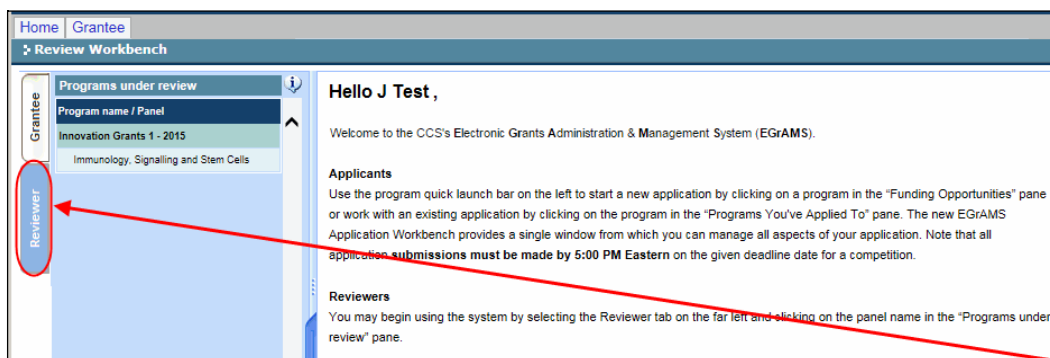 Home Grantee
Review Workbench
Grantee
Reviewer
Programs under review
Program name / Panel
Innovation Grants 1 - 2015
Immunology, Signalling and Stem Cells
Hello J Test ,
Welcome to the CCS's Electronic Grants Administration & Management System (EGrAMS).
Applicants
Use the program quick launch bar on the left to start a new application by clicking on a program in the “Funding Opportunities” pane
or work with an existing application by clicking on the program in the “Programs You've Applied To” pane. The new EGrAMS
Application Workbench provides a single window from which you can manage all aspects of your application. Note that all
application submissions must be made by 5:00 PM Eastern on the given deadline date for a competition.
Reviewers
You may begin using the system by selecting the Reviewer tab on the far left and clicking on the panel name in the “Programs under
review” pane.